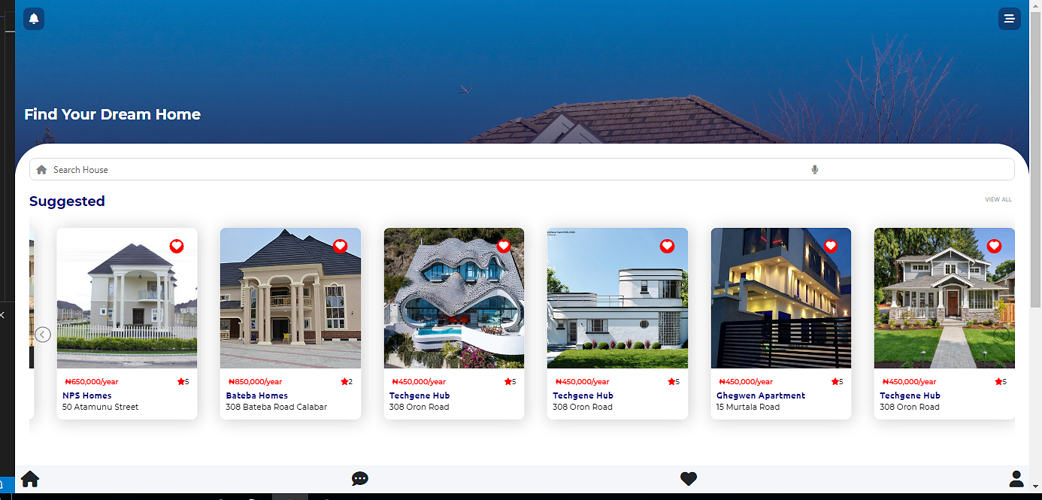 Find Your Dream Home
Search House
Suggested
VIEW ALL
₦650,000/year
5
NPS Homes
50 Atamunu Street
₦850,000/year
2
Bateba Homes
308 Bateba Road Calabar
₦450,000/year
5
Techgene Hub
308 Oron Road
₦450,000/year
5
Techgene Hub
308 Oron Road
₦450,000/year
5
Ghegwen Apartment
15 Murtala Road
₦450,000/year
5
Techgene Hub
308 Oron Road